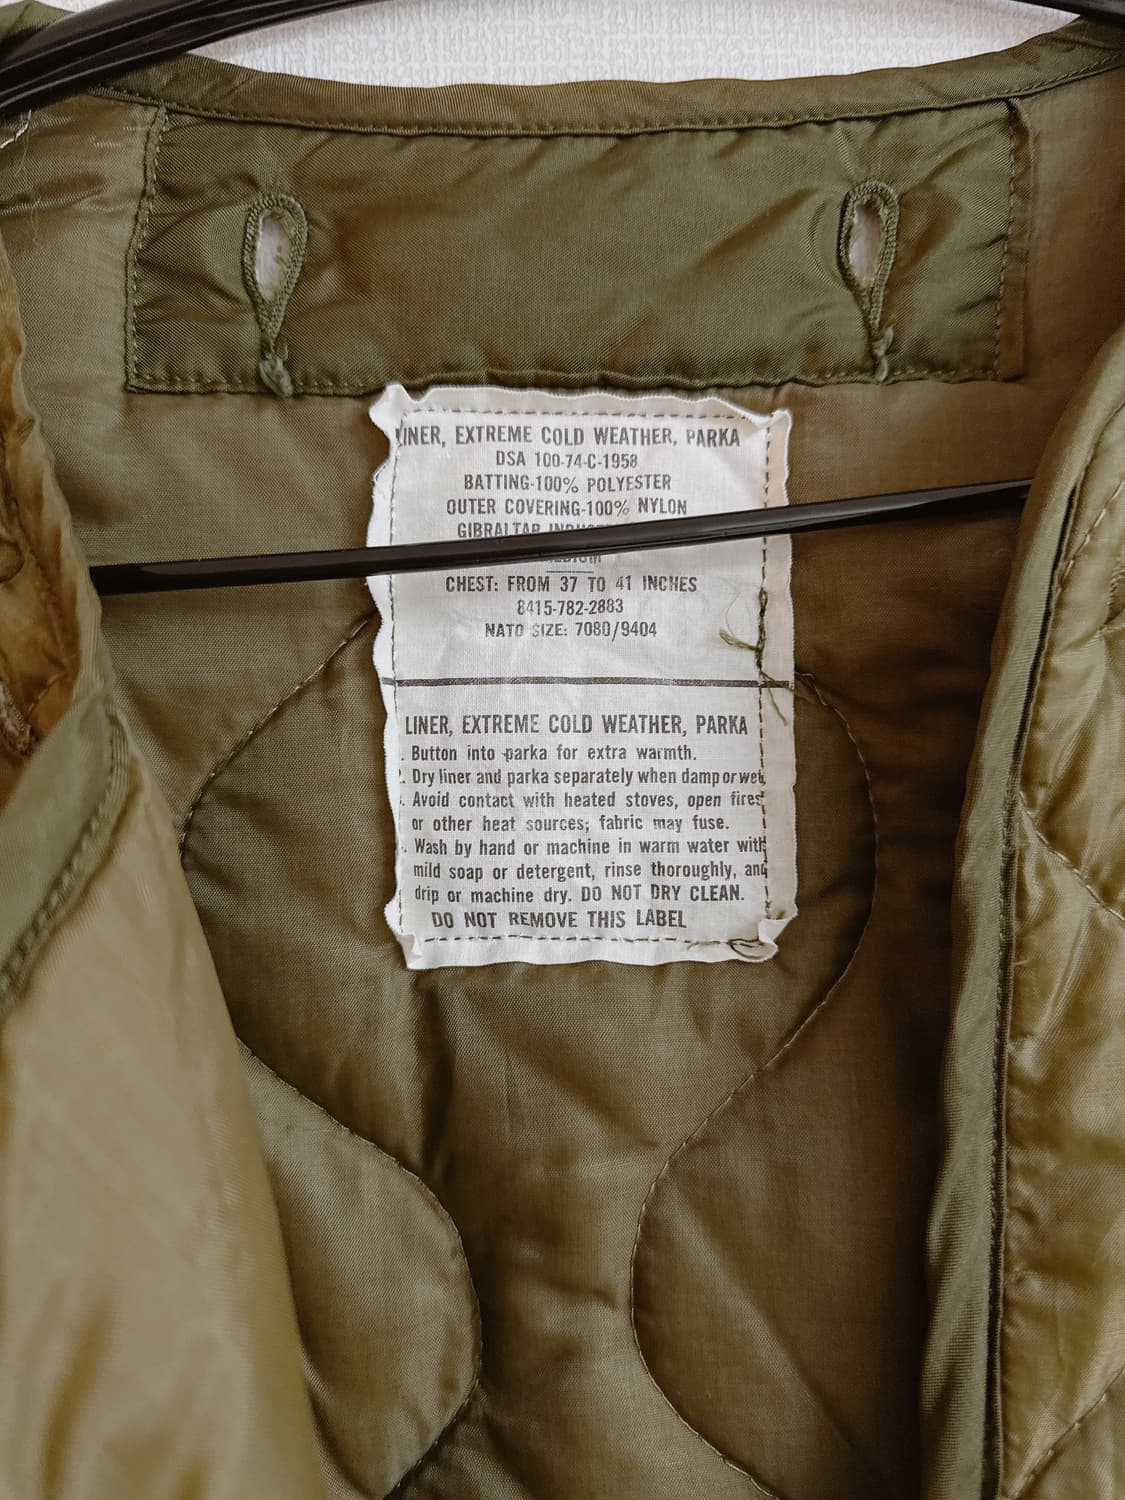 LINER, EXTREME COLD WEATHER, PARKA
DSA 100-74-C-1958
BATTING-100% POLYESTER
OUTER COVERING-100% NYLON
GIBRALTAR
CHEST: FROM 37 TO 41 INCHES
8415-782-2883
NATO SIZE: 7080/9404
LINER, EXTREME COLD WEATHER, PARKA
. Button into parka for extra warmth.
. Dry liner and parka separately when damp or wet,
. Avoid contact with heated stoves, open fires
or other heat sources; fabric may fuse.
. Wash by hand or machine in warm water with
mild soap or detergent, rinse thoroughly, and
drip or machine dry. DO NOT DRY CLEAN.
DO NOT REMOVE THIS LABEL